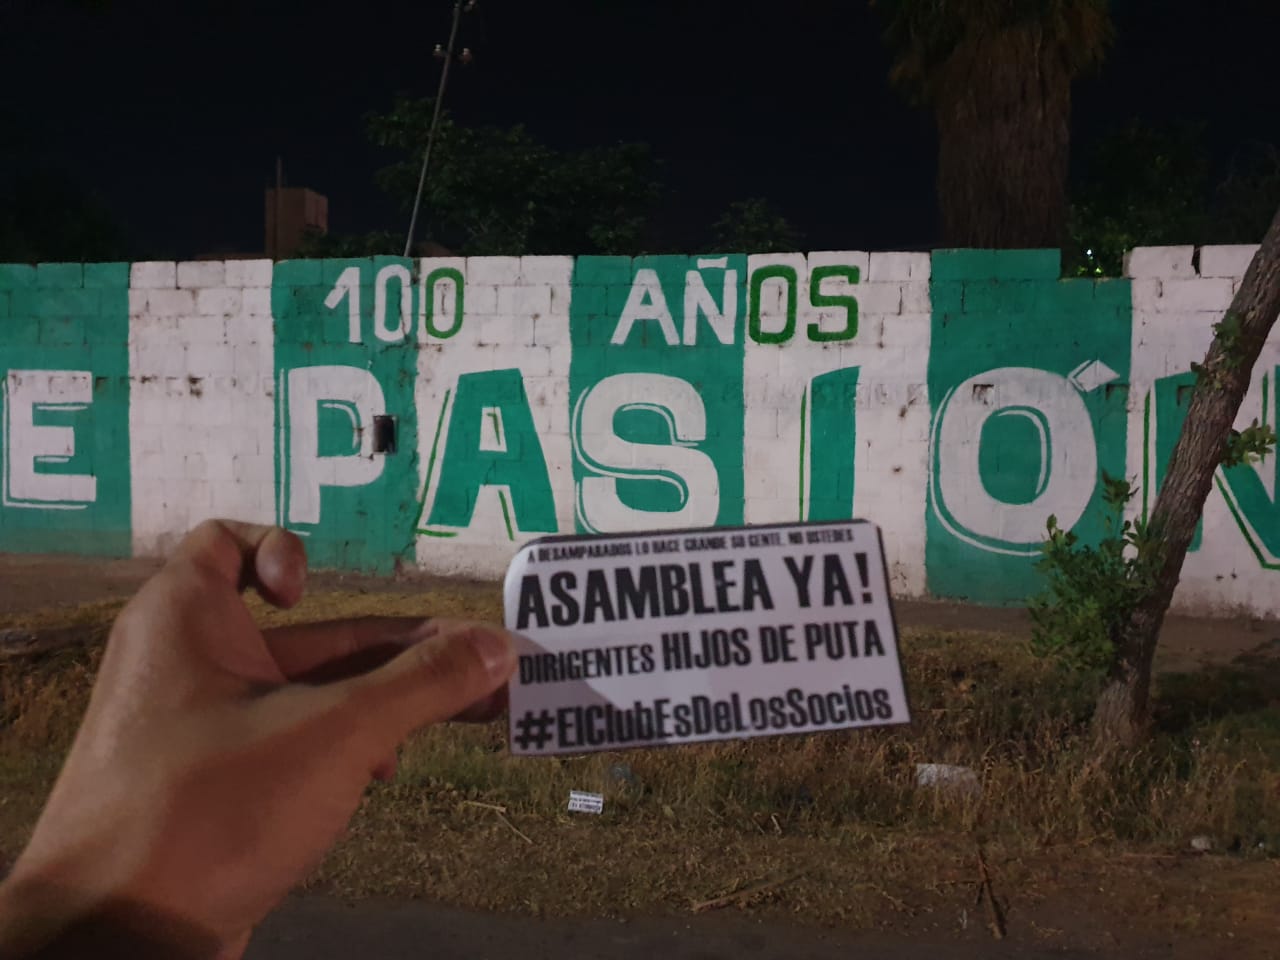 100 AÑOS
E PASIÓN
A DESAMPARADOS LO HACE GRANDE SU GENTE, NO USTEDES
ASAMBLEA YA!
DIRIGENTES HIJOS DE PUTA
#ElClubEsDeLosSocios